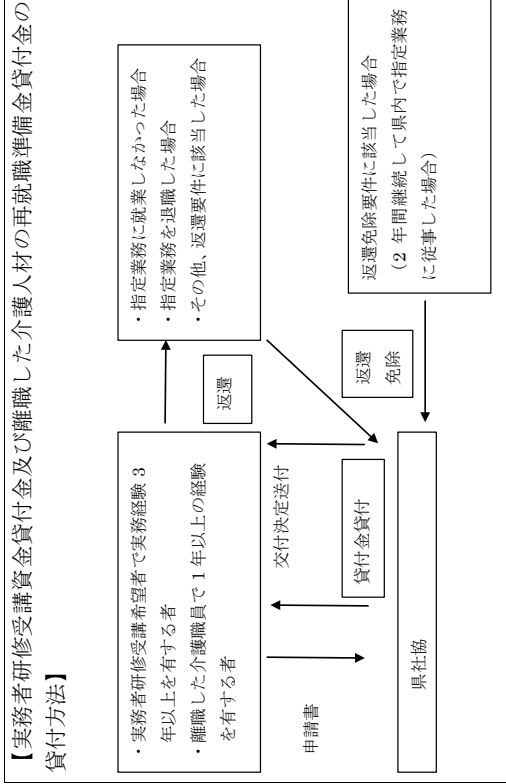 【実務者研修受講資金貸付金及び離職した介護人材の再就職準備金貸付金の
貸付方法】
・実務者研修受講希望者で実務経験３
年以上を有する者
・離職した介護職員で１年以上の経験
を有する者
返還
・指定業務に就業しなかった場合
・指定業務を退職した場合
・その他、返還要件に該当した場合
申請書
交付決定送付
貸付金貸付
返還
免除
県社協
返還免除要件に該当した場合
（２年間継続して県内で指定業務
に従事した場合）